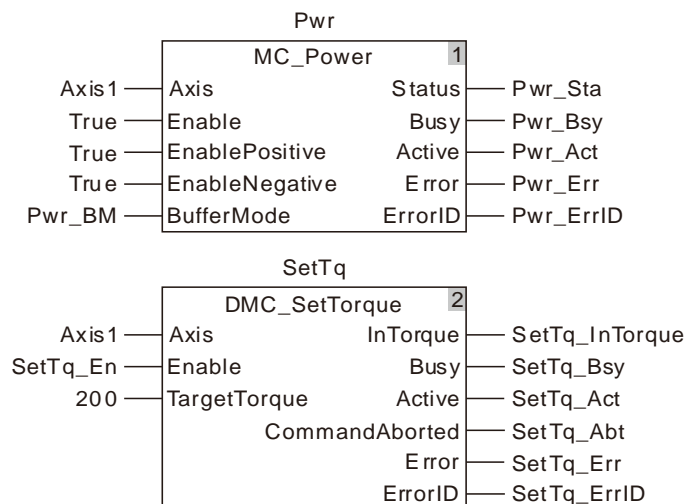 Pwr
MC_Power 1
Axis1 Axis Status Pwr_Sta
True Enable Busy Pwr_Bsy
True EnablePositive Active Pwr_Act
True EnableNegative Error Pwr_Err
Pwr_BM BufferMode ErrorID Pwr_ErrID
SetTq
DMC_SetTorque 2
Axis1 Axis InTorque SetTq_InTorque
SetTq_En Enable Busy SetTq_Bsy
200 TargetTorque Active SetTq_Act
CommandAborted SetTq_Abt
Error SetTq_Err
ErrorID SetTq_ErrID